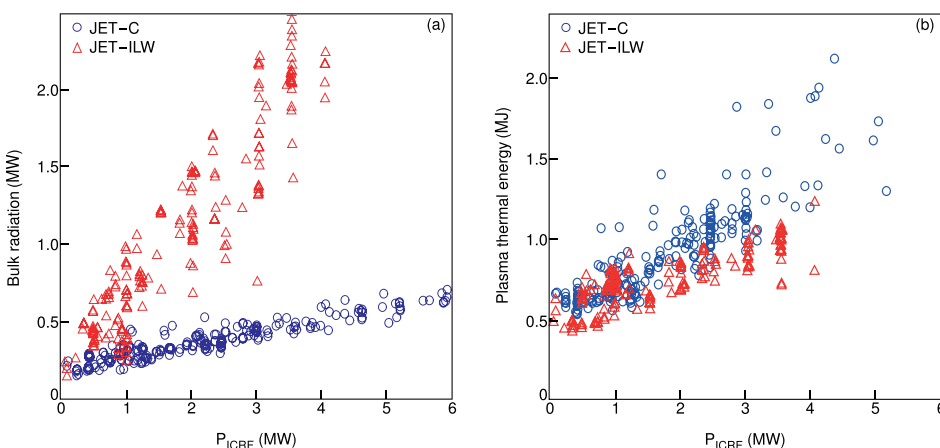 (a)
JET−C
JET−ILW
2.0
1.5
1.0
0.5
0
0 1 2 3 4 5 6
Bulk radiation (MW)
P_ICRF (MW)
(b)
JET−C
JET−ILW
2.0
1.5
1.0
0.5
0
0 1 2 3 4 5 6
Plasma thermal energy (MJ)
P_ICRF (MW)